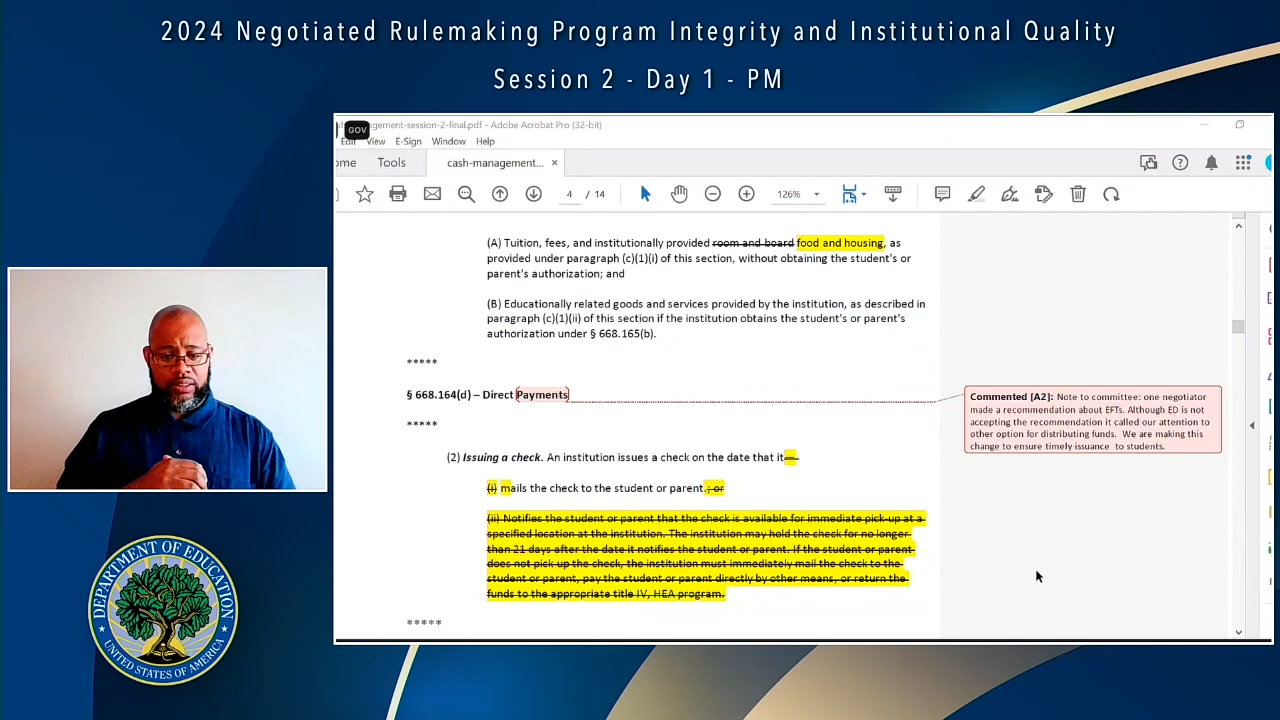 2024 Negotiated Rulemaking Program Integrity and Institutional Quality
Session 2 - Day 1 - PM
GOV
management-session-2-final.pdf - Adobe Acrobat Pro (32-bit)
Edit View E-Sign Window Help
ome Tools cash-management... ×
4 / 14 126%
(A) Tuition, fees, and institutionally provided room and board food and housing, as
provided under paragraph (c)(1)(i) of this section, without obtaining the student's or
parent's authorization; and
(B) Educationally related goods and services provided by the institution, as described in
paragraph (c)(1)(ii) of this section if the institution obtains the student's or parent's
authorization under § 668.165(b).
*****
§ 668.164(d) – Direct Payments
*****
(2) Issuing a check. An institution issues a check on the date that it—
(i) mails the check to the student or parent.; or
(ii) Notifies the student or parent that the check is available for immediate pick-up at a
specified location at the institution. The institution may hold the check for no longer
than 21 days after the date it notifies the student or parent. If the student or parent
does not pick up the check, the institution must immediately mail the check to the
student or parent, pay the student or parent directly by other means, or return the
funds to the appropriate title IV, HEA program.
*****
Commented [A2]: Note to committee: one negotiator
made a recommendation about EFTs. Although ED is not
accepting the recommendation it called our attention to
other option for distributing funds. We are making this
change to ensure timely issuance to students.
DEPARTMENT OF EDUCATION
UNITED STATES OF AMERICA